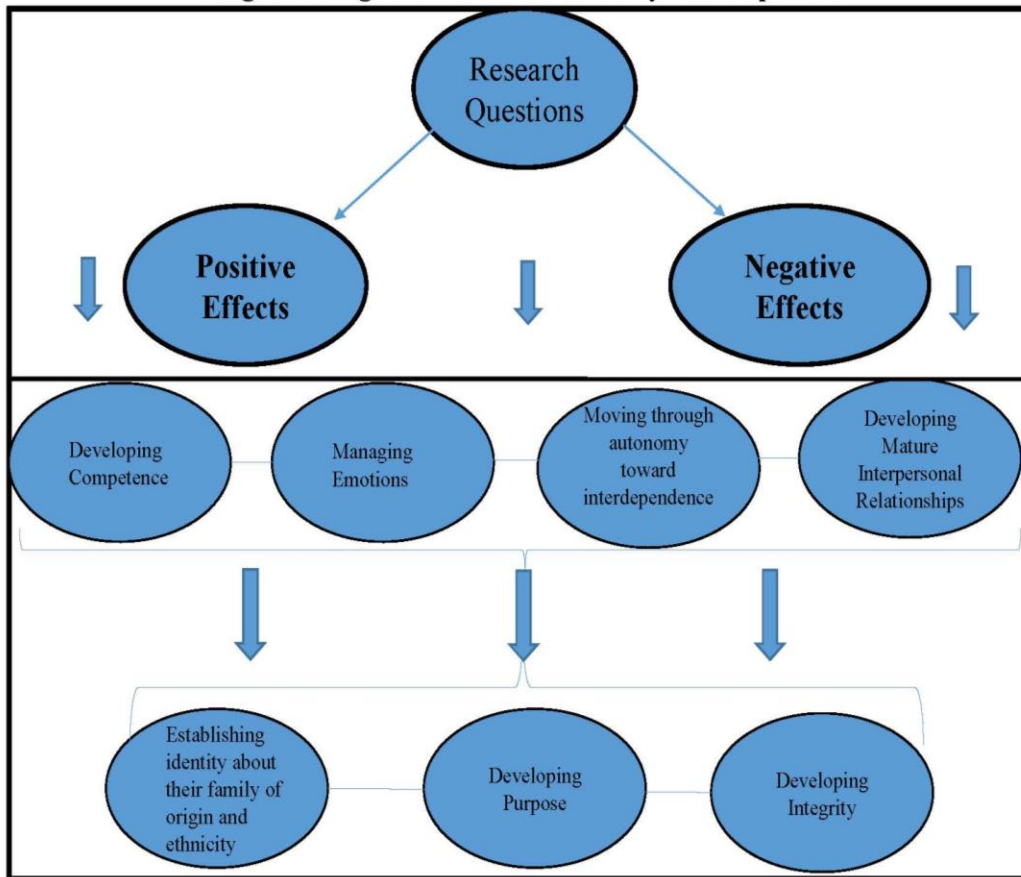 Research
Questions
Positive
Effects
Negative
Effects
Developing
Competence
Managing
Emotions
Moving through
autonomy
toward
interdependence
Developing
Mature
Interpersonal
Relationships
Establishing
identity about
their family of
origin and
ethnicity
Developing
Purpose
Developing
Integrity